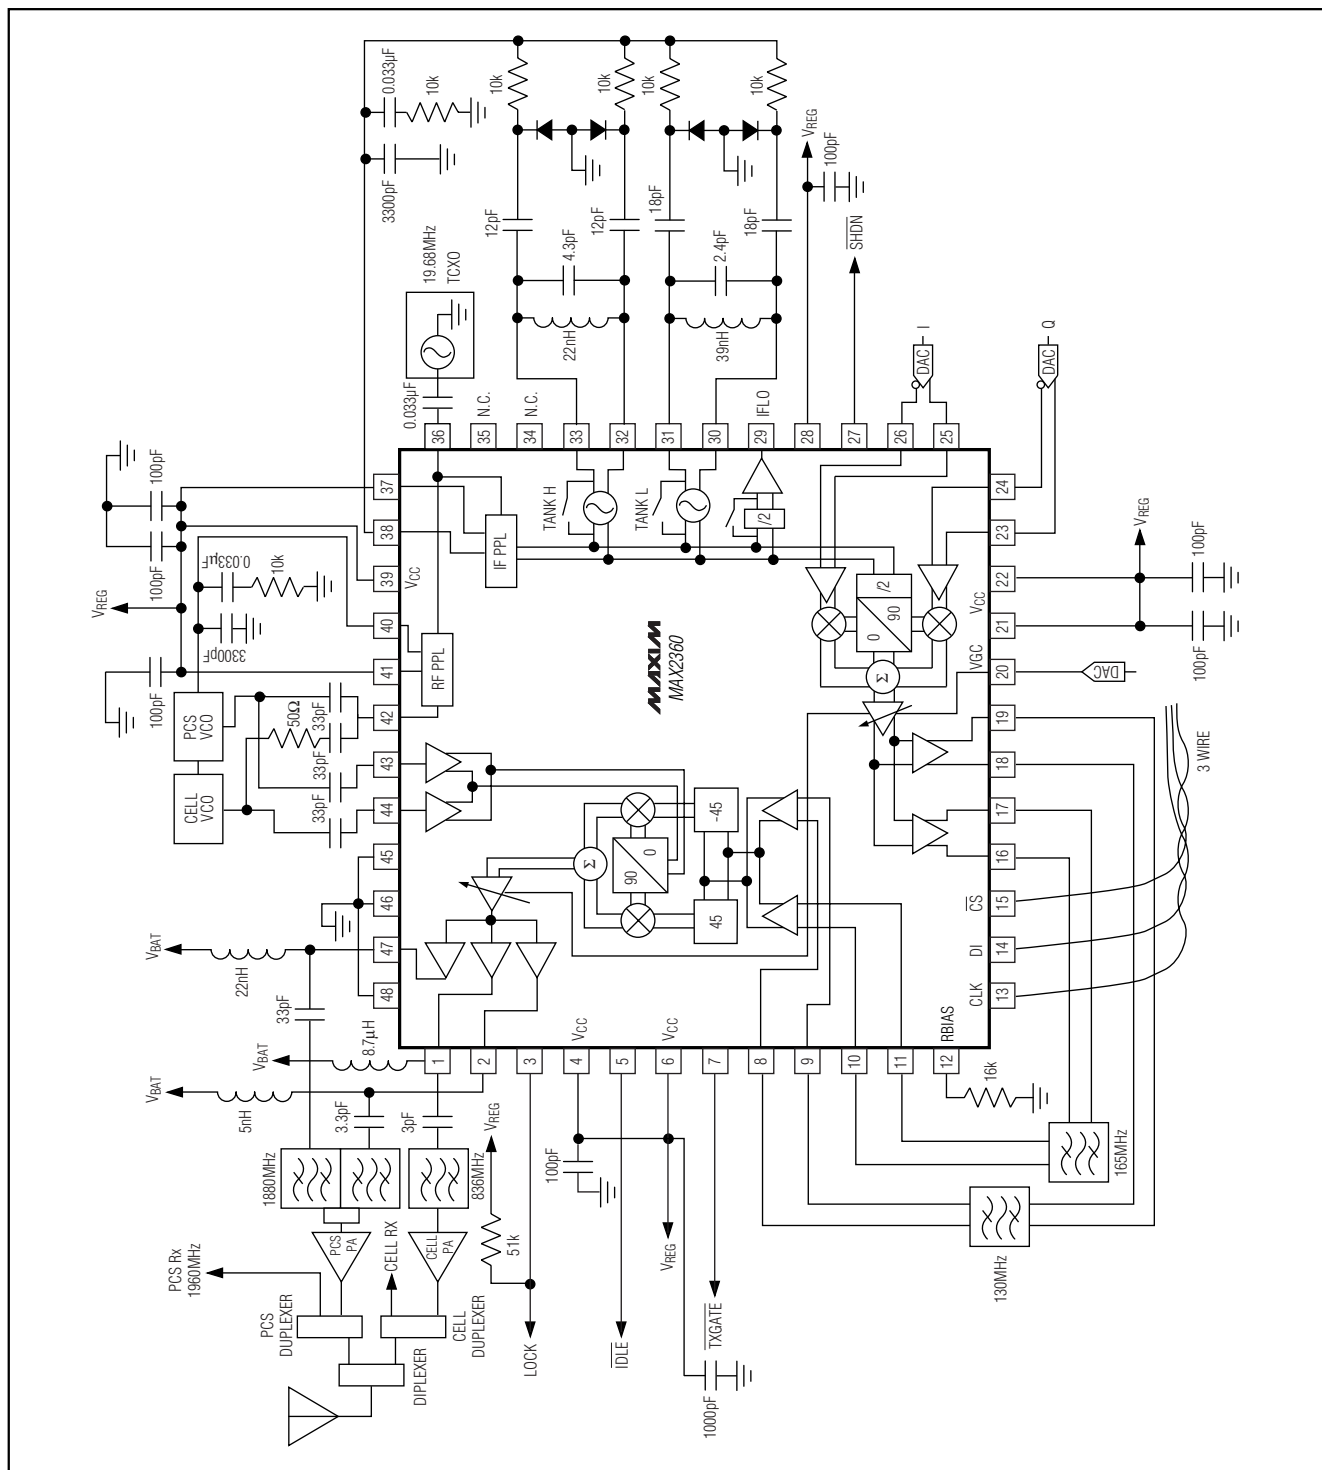 0.033µF
10k
3300pF
19.68MHz
TCXO
0.033µF
10k
10k
10k
10k
12pF
12pF
18pF
18pF
4.3pF
2.4pF
22nH
39nH
VREG
100pF
SHDN
DAC
I
DAC
Q
N.C.
N.C.
IFLO
36
35
34
33
32
31
30
29
28
27
26
25
100pF
100pF
VREG
0.033µF
10k
3300pF
100pF
PCS
VCO
CELL
VCO
50Ω
33pF
33pF
33pF
33pF
37
38
39
40
41
42
43
44
45
46
47
48
VCC
IF PPL
RF PPL
TANK H
TANK L
/2
/2
0
90
Σ
MAXIM
MAX2360
24
23
22
21
20
19
18
17
16
15
14
13
VCC
VGC
CS
DI
CLK
VREG
100pF
100pF
DAC
3 WIRE
-45
45
0
90
Σ
VBAT
22nH
33pF
VBAT
8.7µH
VBAT
5nH
3.3pF
3pF
VCC
VCC
RBIAS
1
2
3
4
5
6
7
8
9
10
11
12
16k
VREG
51k
100pF
VREG
165MHz
130MHz
1880MHz
836MHz
PCS
PA
CELL
PA
PCS Rx
1960MHz
CELL RX
PCS
DUPLEXER
CELL
DUPLEXER
DIPLEXER
LOCK
IDLE
TXGATE
1000pF